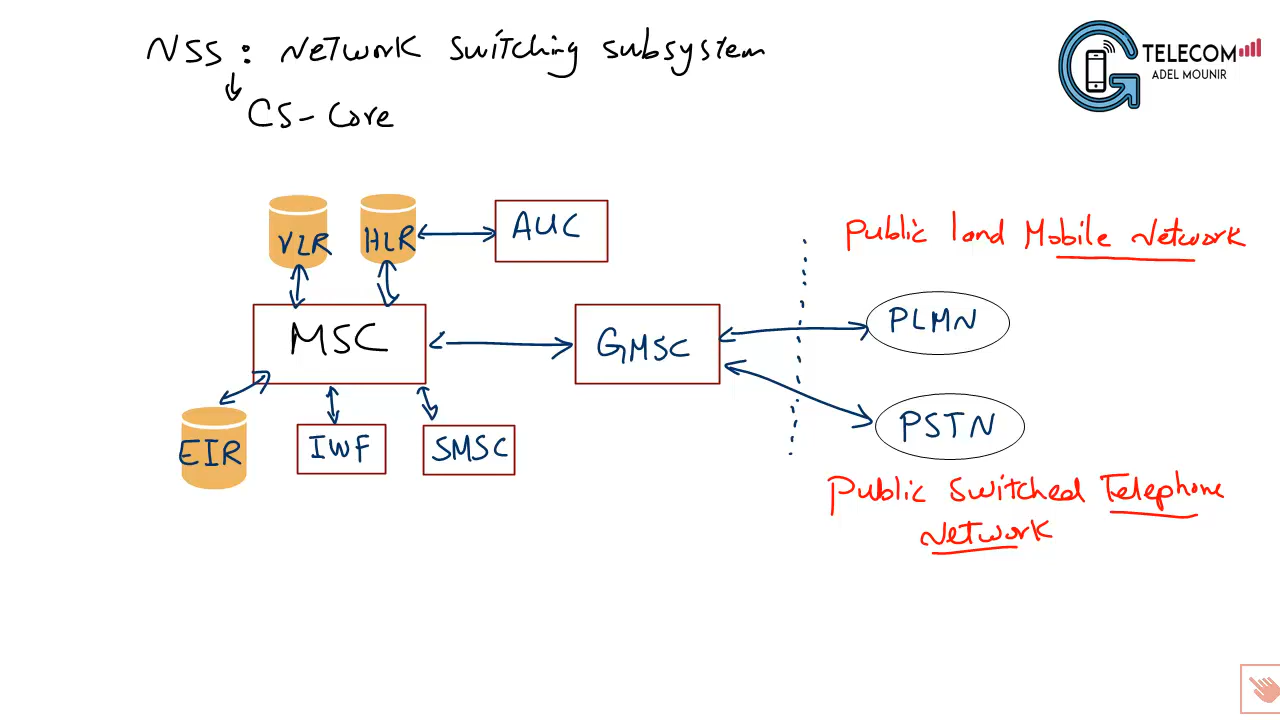 NSS : Network switching subsystem
CS-Core
TELECOM
ADEL MOUNIR
VLR
HLR
AUC
Public land Mobile Network
MSC
GMSC
PLMN
EIR
IWF
SMSC
PSTN
Public Switched Telephone
Network